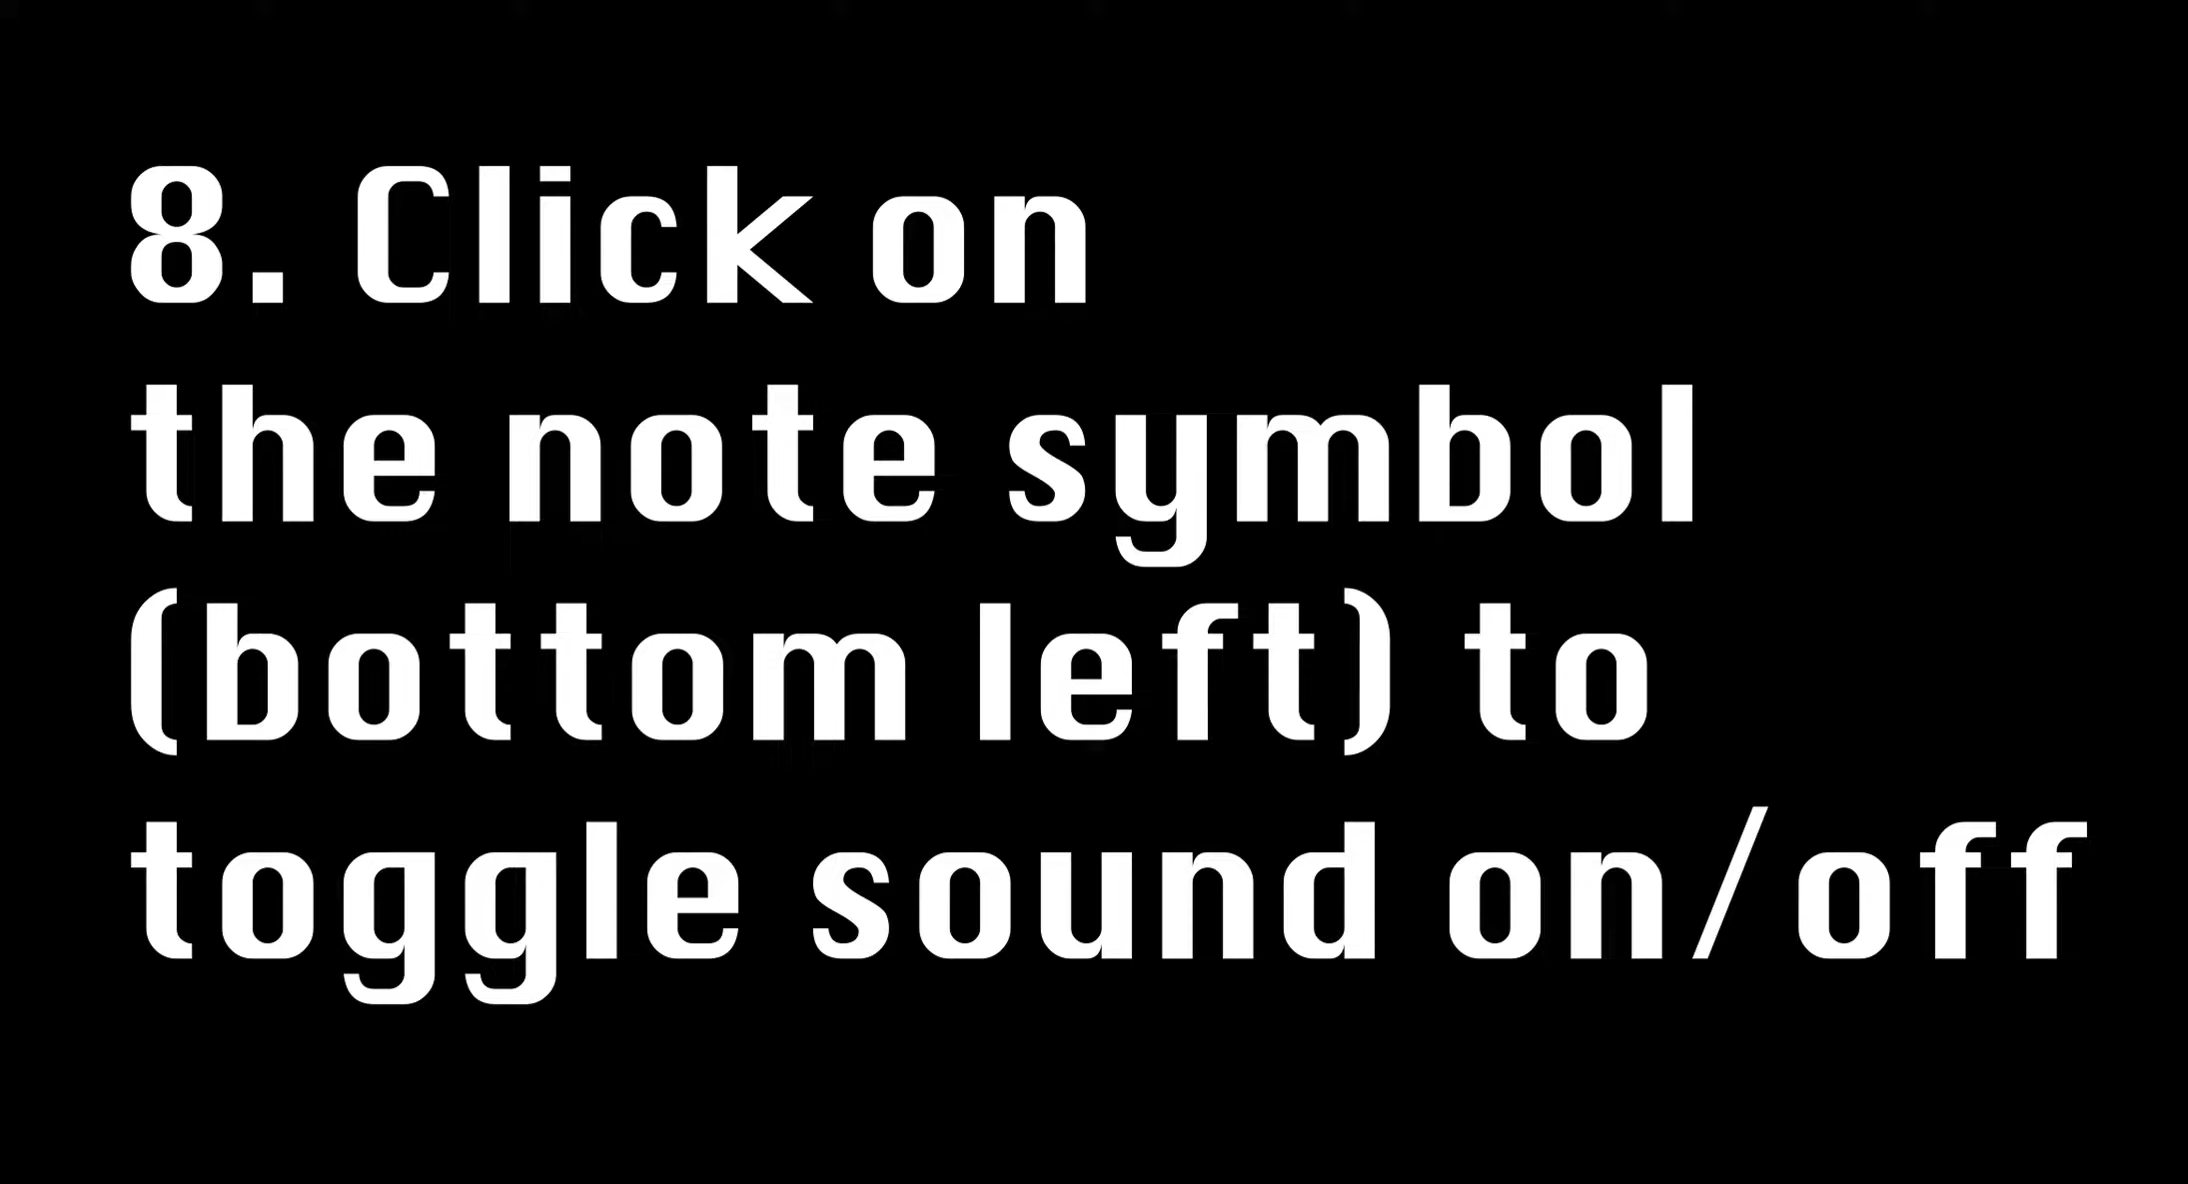 8. Click on
the note symbol
(bottom left) to
toggle sound on/off